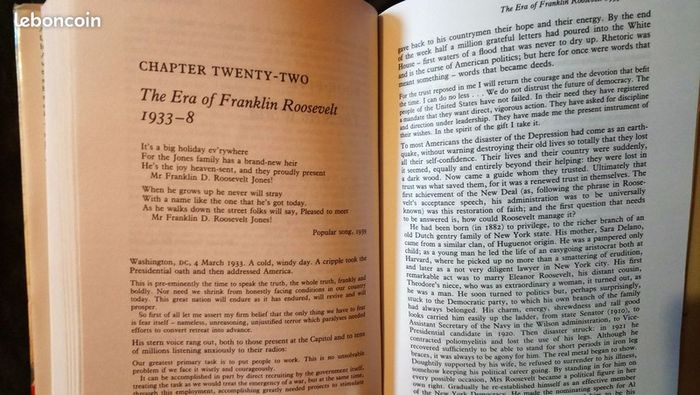 leboncoin
CHAPTER TWENTY-TWO
The Era of Franklin Roosevelt
1933–8
It's a big holiday ev'rywhere
For the Jones family has a brand-new heir
He's the joy heaven-sent, and they proudly present
Mr Franklin D. Roosevelt Jones!
When he grows up he never will stray
With a name like the one that he's got today.
As he walks down the street folks will say, Pleased to meet
Mr Franklin D. Roosevelt Jones!
Popular song, 1939
Washington, DC, 4 March 1933. A cold, windy day. A cripple took the
Presidential oath and then addressed America.
This is pre-eminently the time to speak the truth, the whole truth, frankly and
boldly. Nor need we shrink from honestly facing conditions in our country
today. This great nation will endure as it has endured, will revive and will
prosper.
So first of all let me assert my firm belief that the only thing we have to fear
is fear itself – nameless, unreasoning, unjustified terror which paralyses needed
efforts to convert retreat into advance.
His stern voice rang out, both to those present at the Capitol and to tens
of millions listening anxiously to their radios:
Our greatest primary task is to put people to work. This is no unsolvable
problem if we face it wisely and courageously.
It can be accomplished in part by direct recruiting by the government itself,
treating the task as we would treat the emergency of a war, but at the same time,
through this employment, accomplishing greatly needed projects to stimulate
The Era of Franklin Roosevelt
gave back to his countrymen their hope and their energy. By the end
of the week half a million grateful letters had poured into the White
House – first waters of a flood that was never to dry up. Rhetoric was
and is the curse of American politics; but here for once words that
meant something – words that became deeds.
For the trust reposed in me I will return the courage and the devotion that befit
the time. I can do no less . . . We do not distrust the future of democracy. The
people of the United States have not failed. In their need they have registered
a mandate that they want direct, vigorous action. They have asked for discipline
and direction under leadership. They have made me the present instrument of
their wishes. In the spirit of the gift I take it.
To most Americans the disaster of the Depression had come as an earth-
quake, without warning destroying their old lives so totally that they lost
all their self-confidence. Their lives and their country were suddenly,
it seemed, equally and entirely beyond their helping: they were lost in
a dark wood. Now came a guide whom they trusted. Ultimately that
trust was what saved them, for it was a renewed trust in themselves. The
first achievement of the New Deal (as, following the phrase in Roose-
velt's acceptance speech, his administration was to be universally
known) was this restoration of faith; and the first question that needs
to be answered is, how could Roosevelt manage it?
He had been born (in 1882) to privilege, to the richer branch of an
old Dutch gentry family of New York state. His mother, Sara Delano,
came from a similar clan, of Huguenot origin. He was a pampered only
child; as a young man he led the life of an easygoing aristocrat both at
Harvard, where he picked up no more than a smattering of erudition,
and later as a not very diligent lawyer in New York city. His first
remarkable act was to marry Eleanor Roosevelt, his distant cousin,
Theodore's niece, who was as extraordinary a woman, it turned out, as
he was a man. He soon turned to politics but, perhaps surprisingly,
stuck to the Democratic party, to which his own branch of the family
had always belonged. His charm, energy, shrewdness and tall good
looks carried him easily up the ladder, from state Senator (1910), to
Assistant Secretary of the Navy in the Wilson administration, to Vice-
Presidential candidate in 1920. Then disaster struck: in 1921 he
contracted poliomyelitis and lost the use of his legs. Although he
recovered sufficiently to be able to stand for short periods in iron leg
braces, it was always to be agony for him. The real metal began to show.
Doughtily supported by his wife, he refused to surrender to his illness,
somehow keeping his political career going. By standing in for him on
every possible occasion, Mrs Roosevelt became a political figure in her
own right. Gradually he re-established himself as an effective member
of the Democratic party. He made the nominating speech for Al